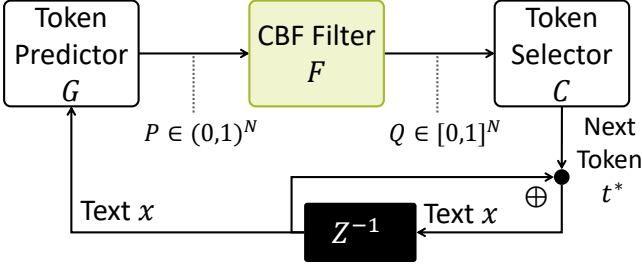 Token
Predictor
G
CBF Filter
F
Token
Selector
C
P ∈ (0,1)^N
Q ∈ [0,1]^N
Next
Token
t*
⊕
Text x
Text x
Z^{-1}